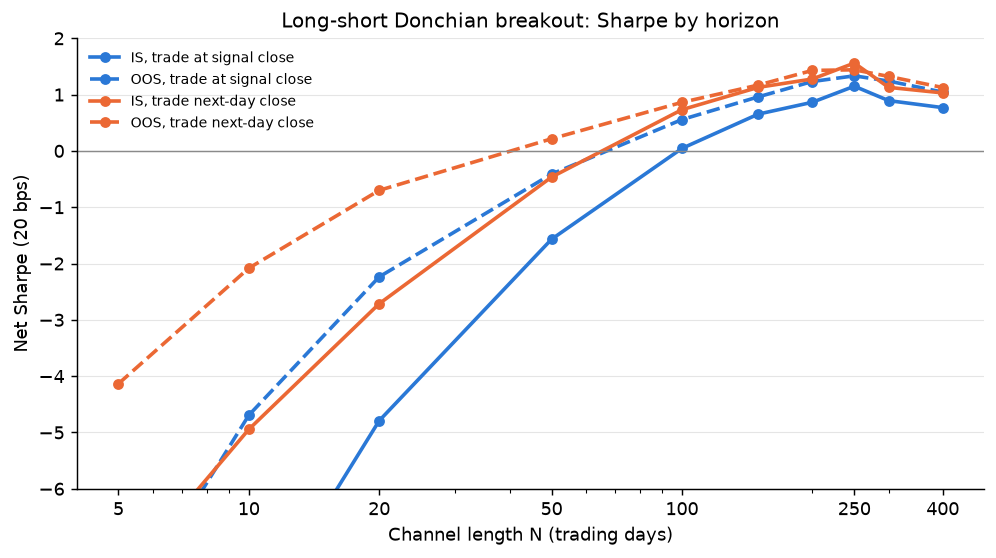 Long-short Donchian breakout: Sharpe by horizon
IS, trade at signal close
OOS, trade at signal close
IS, trade next-day close
OOS, trade next-day close
Net Sharpe (20 bps)
2
1
0
−1
−2
−3
−4
−5
−6
5 10 20 50 100 250 400
Channel length N (trading days)